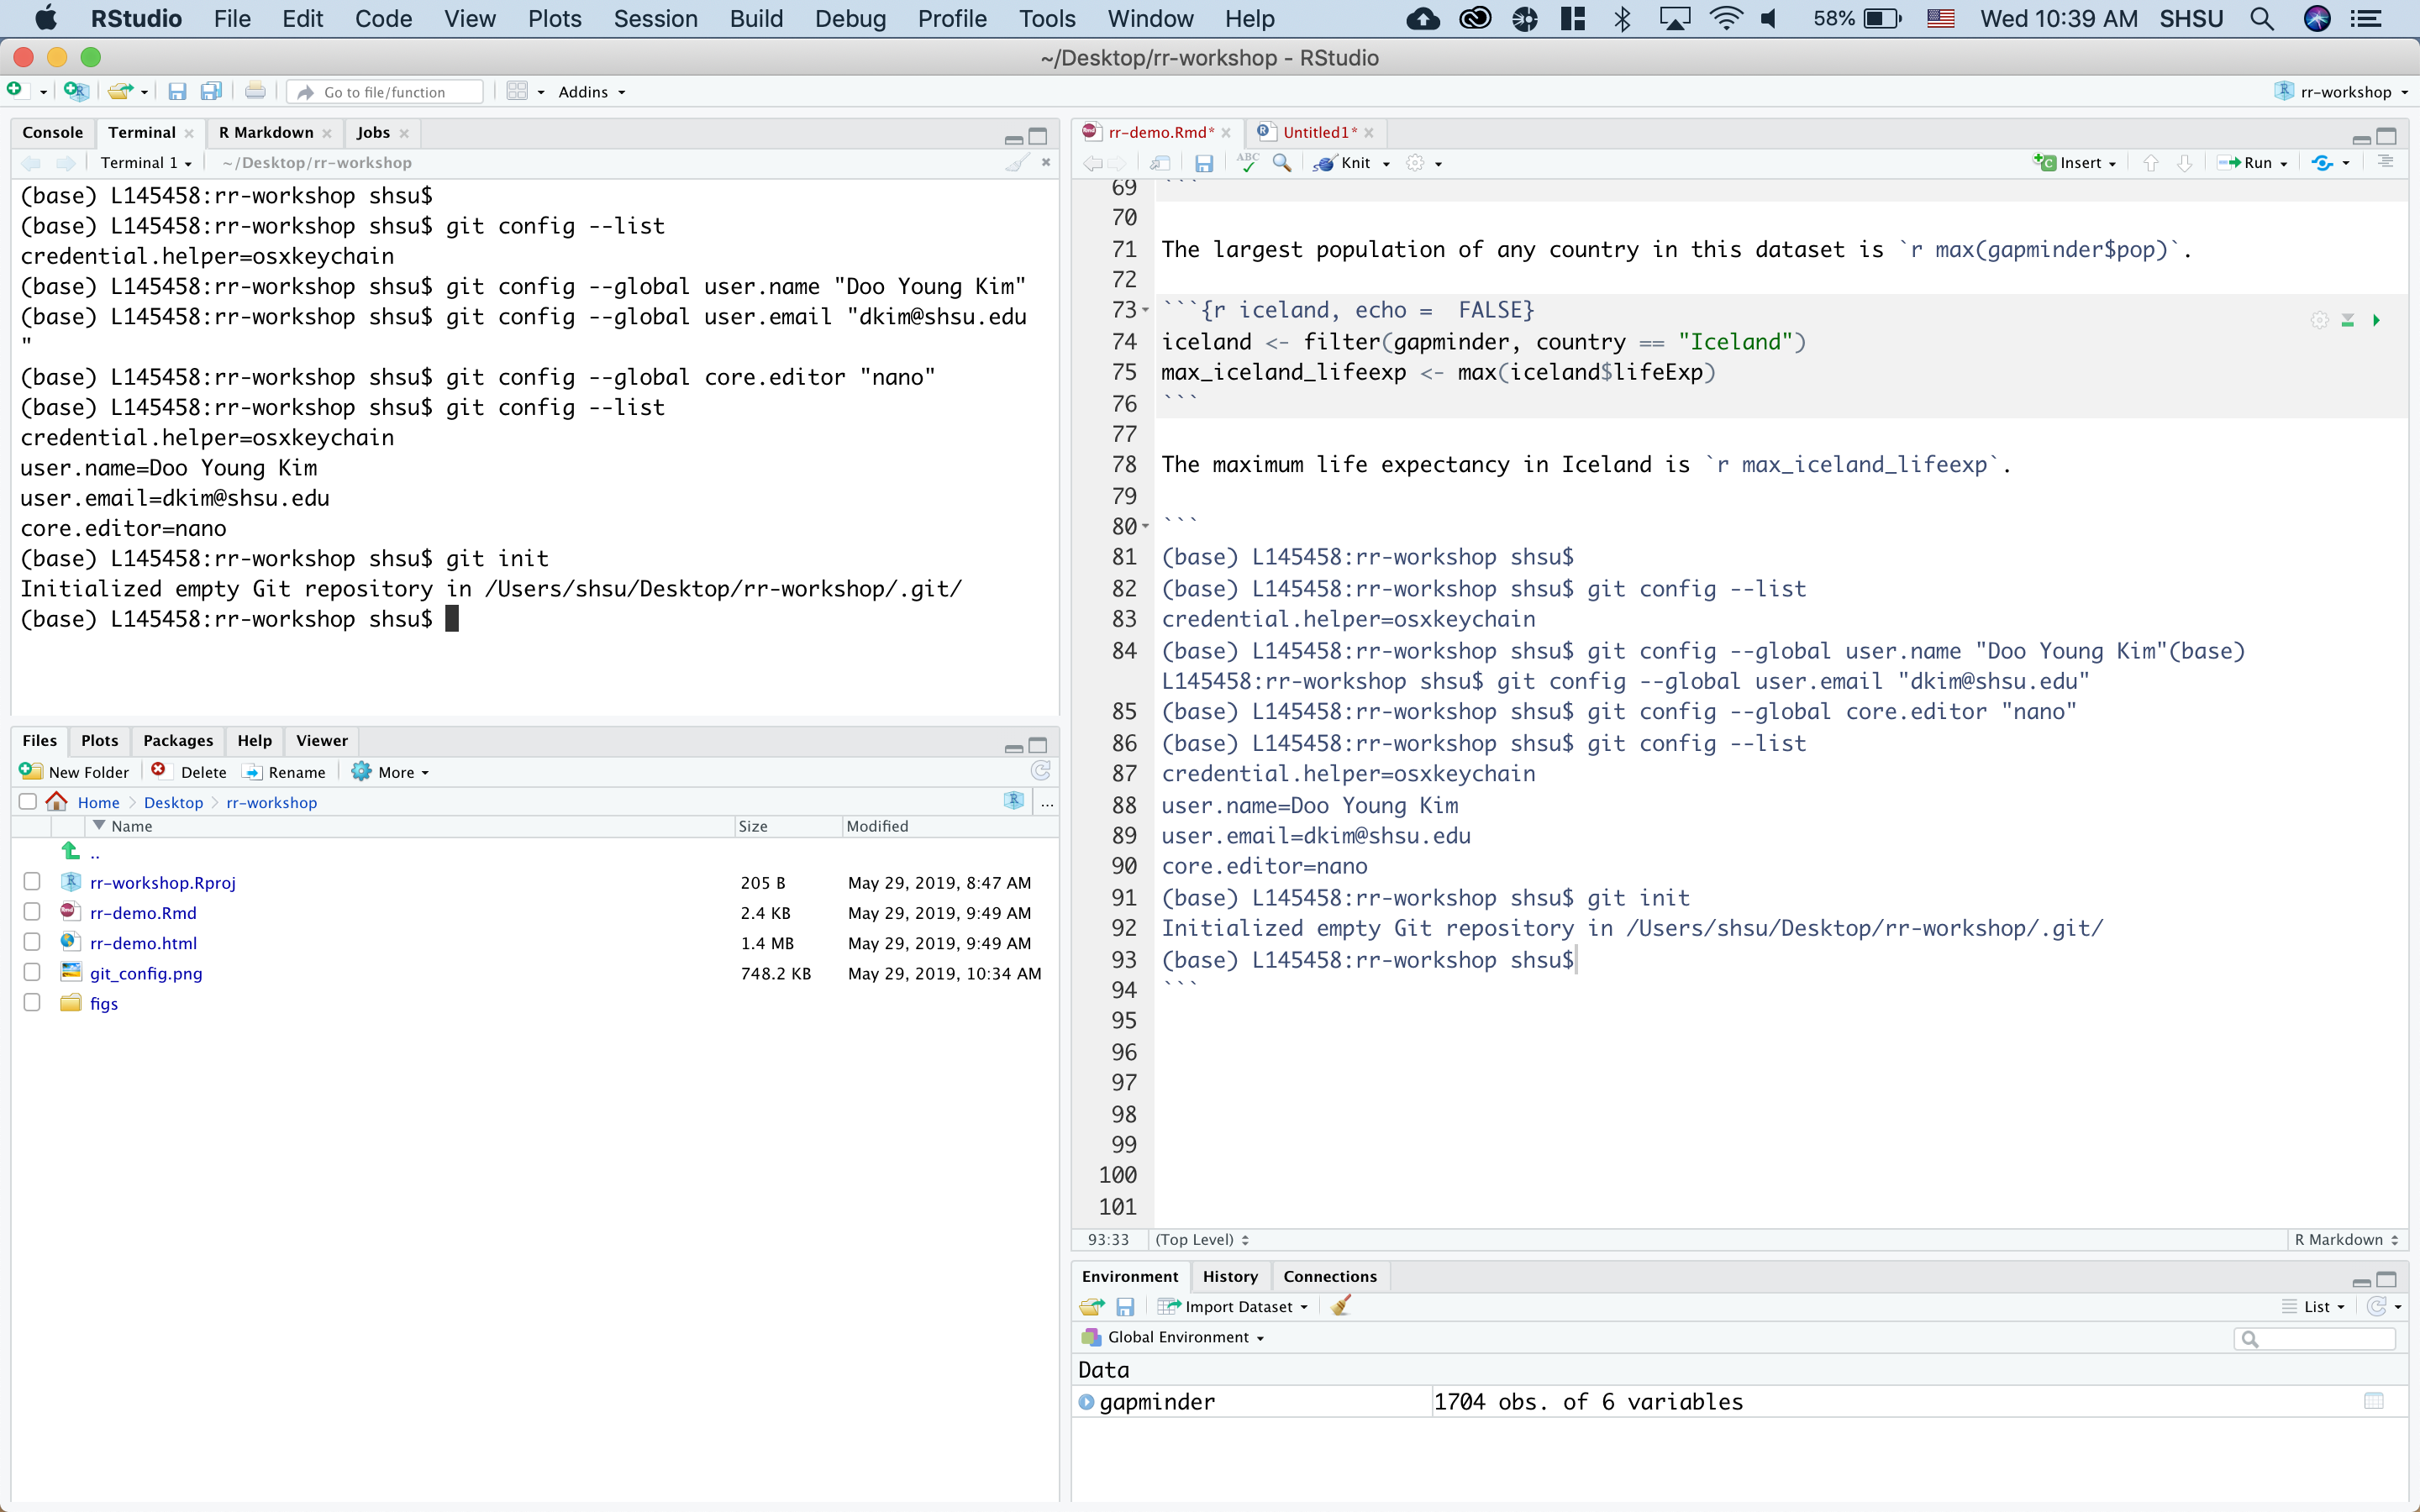 RStudio File Edit Code View Plots Session Build Debug Profile Tools Window Help 58% Wed 10:39 AM SHSU
~/Desktop/rr-workshop - RStudio
Go to file/function Addins rr-workshop
Console Terminal R Markdown Jobs
Terminal 1 ~/Desktop/rr-workshop
(base) L145458:rr-workshop shsu$
(base) L145458:rr-workshop shsu$ git config --list
credential.helper=osxkeychain
(base) L145458:rr-workshop shsu$ git config --global user.name "Doo Young Kim"
(base) L145458:rr-workshop shsu$ git config --global user.email "dkim@shsu.edu
"
(base) L145458:rr-workshop shsu$ git config --global core.editor "nano"
(base) L145458:rr-workshop shsu$ git config --list
credential.helper=osxkeychain
user.name=Doo Young Kim
user.email=dkim@shsu.edu
core.editor=nano
(base) L145458:rr-workshop shsu$ git init
Initialized empty Git repository in /Users/shsu/Desktop/rr-workshop/.git/
(base) L145458:rr-workshop shsu$
Files Plots Packages Help Viewer
New Folder Delete Rename More
Home Desktop rr-workshop ...
Name Size Modified
..
rr-workshop.Rproj 205 B May 29, 2019, 8:47 AM
rr-demo.Rmd 2.4 KB May 29, 2019, 9:49 AM
rr-demo.html 1.4 MB May 29, 2019, 9:49 AM
git_config.png 748.2 KB May 29, 2019, 10:34 AM
figs
rr-demo.Rmd* Untitled1*
ABC Knit Insert Run
69 ```
70
71 The largest population of any country in this dataset is `r max(gapminder$pop)`.
72
73 ```{r iceland, echo =  FALSE}
74 iceland <- filter(gapminder, country == "Iceland")
75 max_iceland_lifeexp <- max(iceland$lifeExp)
76 ```
77
78 The maximum life expectancy in Iceland is `r max_iceland_lifeexp`.
79
80 ```
81 (base) L145458:rr-workshop shsu$
82 (base) L145458:rr-workshop shsu$ git config --list
83 credential.helper=osxkeychain
84 (base) L145458:rr-workshop shsu$ git config --global user.name "Doo Young Kim"(base)
L145458:rr-workshop shsu$ git config --global user.email "dkim@shsu.edu"
85 (base) L145458:rr-workshop shsu$ git config --global core.editor "nano"
86 (base) L145458:rr-workshop shsu$ git config --list
87 credential.helper=osxkeychain
88 user.name=Doo Young Kim
89 user.email=dkim@shsu.edu
90 core.editor=nano
91 (base) L145458:rr-workshop shsu$ git init
92 Initialized empty Git repository in /Users/shsu/Desktop/rr-workshop/.git/
93 (base) L145458:rr-workshop shsu$
94 ```
95
96
97
98
99
100
101
93:33 (Top Level) R Markdown
Environment History Connections
Import Dataset List
Global Environment
Data
gapminder 1704 obs. of 6 variables